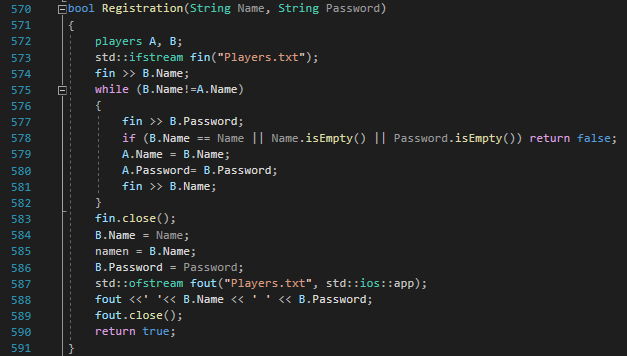 570 bool Registration(String Name, String Password)
571 {
572 players A, B;
573 std::ifstream fin("Players.txt");
574 fin >> B.Name;
575 while (B.Name!=A.Name)
576 {
577 fin >> B.Password;
578 if (B.Name == Name || Name.isEmpty() || Password.isEmpty()) return false;
579 A.Name = B.Name;
580 A.Password= B.Password;
581 fin >> B.Name;
582 }
583 fin.close();
584 B.Name = Name;
585 namen = B.Name;
586 B.Password = Password;
587 std::ofstream fout("Players.txt", std::ios::app);
588 fout <<' '<< B.Name << ' ' << B.Password;
589 fout.close();
590 return true;
591 }